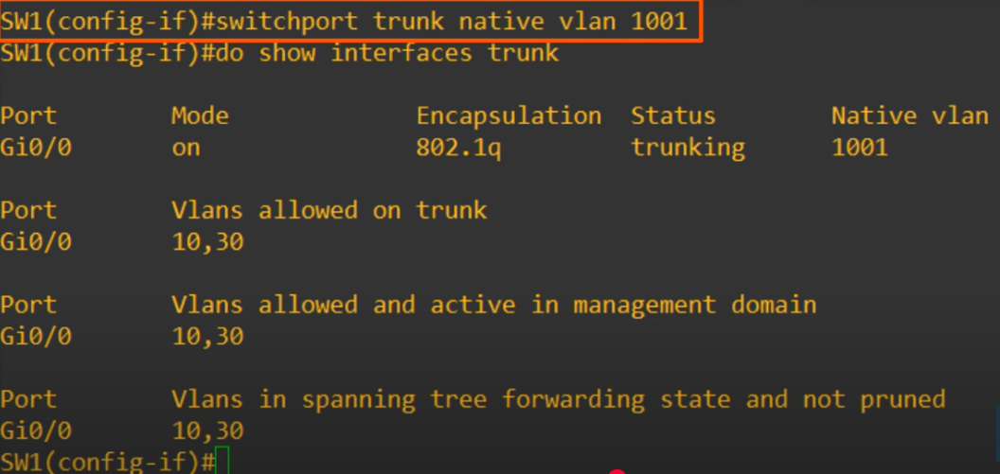 SW1(config-if)#switchport trunk native vlan 1001
SW1(config-if)#do show interfaces trunk
Port Mode Encapsulation Status Native vlan
Gi0/0 on 802.1q trunking 1001
Port Vlans allowed on trunk
Gi0/0 10,30
Port Vlans allowed and active in management domain
Gi0/0 10,30
Port Vlans in spanning tree forwarding state and not pruned
Gi0/0 10,30
SW1(config-if)#